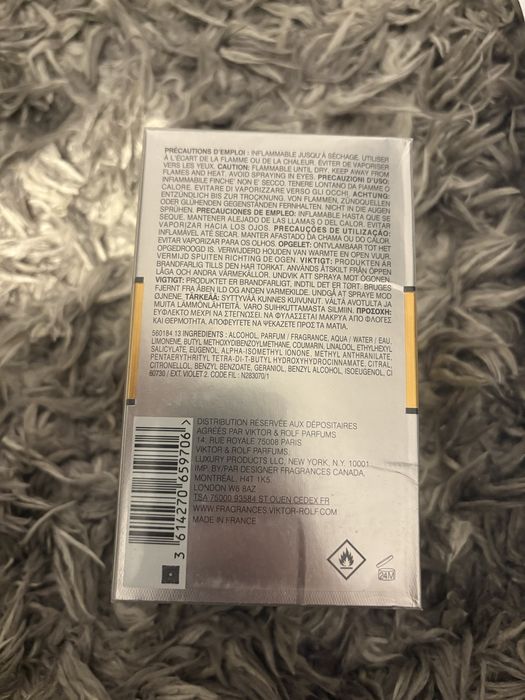 PRÉCAUTIONS D'EMPLOI : INFLAMMABLE JUSQU'À SÉCHAGE. UTILISER
À L'ÉCART DE LA FLAMME OU DE LA CHALEUR. ÉVITER DE VAPORISER
VERS LES YEUX. CAUTION: FLAMMABLE UNTIL DRY. KEEP AWAY FROM
FLAMES AND HEAT. AVOID SPRAYING IN EYES. PRECAUZIONI D'USO:
INFIAMMABILE FINCHE' NON E' SECCO. TENERE LONTANO DA FIAMME O
CALORE. EVITARE DI VAPORIZZARE VERSO GLI OCCHI. ACHTUNG:
ENTZÜNDLICH BIS ZUR TROCKNUNG. VON FLAMMEN, ZÜNDQUELLEN
ODER GLÜHENDEN GEGENSTÄNDEN FERNHALTEN. NICHT IN DIE AUGEN
SPRÜHEN. PRECAUCIONES DE EMPLEO: INFLAMABLE HASTA QUE SE
SEQUE. MANTENER ALEJADO DE LAS LLAMAS O DEL CALOR. EVITAR
VAPORIZAR HACIA LOS OJOS. PRECAUÇÕES DE UTILIZAÇÃO:
INFLAMÁVEL ATÉ SECAR. MANTER AFASTADO DA CHAMA OU DO CALOR.
EVITAR VAPORIZAR PARA OS OLHOS. OPGELET: ONTVLAMBAAR TOT HET
OPGEDROOGD IS. VERWIJDERD HOUDEN VAN WARMTE EN OPEN VUUR.
VERMIJD SPUITEN RICHTING DE OGEN. VIKTIGT: PRODUKTEN ÄR
BRANDFARLIG TILLS DEN HAR TORKAT. ANVÄNDS ÅTSKILT FRÅN ÖPPEN
LÅGA OCH ANDRA VÄRMEKÄLLOR. UNDVIK ATT SPRAYA MOT ÖGONEN.
VIGTIGT: PRODUKTET ER BRANDFARLIGT, INDTIL DET ER TØRT. BRUGES
FJERNT FRA ÅBEN ILD OG ANDEN VARMEKILDE. UNDGÅ AT SPRAYE MOD
ØJNENE. TÄRKEÄÄ: SYTTYVÄÄ KUNNES KUIVUNUT. VÄLTÄ AVOTULTA JA
MUITA LÄMMÖNLÄHTEITÄ. VARO SUIHKUTTAMASTA SILMIIN. ΠΡΟΣΟΧΗ:
ΕΥΦΛΕΚΤΟ ΜΕΧΡΙ ΝΑ ΣΤΕΓΝΩΣΕΙ. ΝΑ ΦΥΛΑΣΣΕΤΑΙ ΜΑΚΡΥΑ ΑΠΟ ΦΛΟΓΕΣ
ΚΑΙ ΘΕΡΜΟΤΗΤΑ. ΑΠΟΦΕΥΓΕΤΕ ΝΑ ΨΕΚΑΖΕΤΕ ΠΡΟΣ ΤΑ ΜΑΤΙΑ.
560184 13 INGREDIENTS : ALCOHOL, PARFUM / FRAGRANCE, AQUA / WATER / EAU,
LIMONENE, BUTYL METHOXYDIBENZOYLMETHANE, COUMARIN, LINALOOL, ETHYLHEXYL
SALICYLATE, EUGENOL, ALPHA-ISOMETHYL IONONE, METHYL ANTHRANILATE,
PENTAERYTHRITYL TETRA-DI-T-BUTYL HYDROXYHYDROCINNAMATE, CITRAL,
CITRONELLOL, BENZYL BENZOATE, GERANIOL, BENZYL ALCOHOL, ISOEUGENOL, CI
60730 / EXT. VIOLET 2. CODE FIL : N283070/1
DISTRIBUTION RÉSERVÉE AUX DÉPOSITAIRES
AGRÉÉS PAR VIKTOR & ROLF PARFUMS
14, RUE ROYALE 75008 PARIS
VIKTOR & ROLF PARFUMS:
LUXURY PRODUCTS LLC, NEW YORK, N.Y. 10001
IMP. BY/PAR DESIGNER FRAGRANCES CANADA,
MONTRÉAL, H4T 1K5
LONDON W6 8AZ
TSA 75000 93584 ST OUEN CEDEX FR
WWW.FRAGRANCES.VIKTOR-ROLF.COM
MADE IN FRANCE
3 614270 659706 >
24M